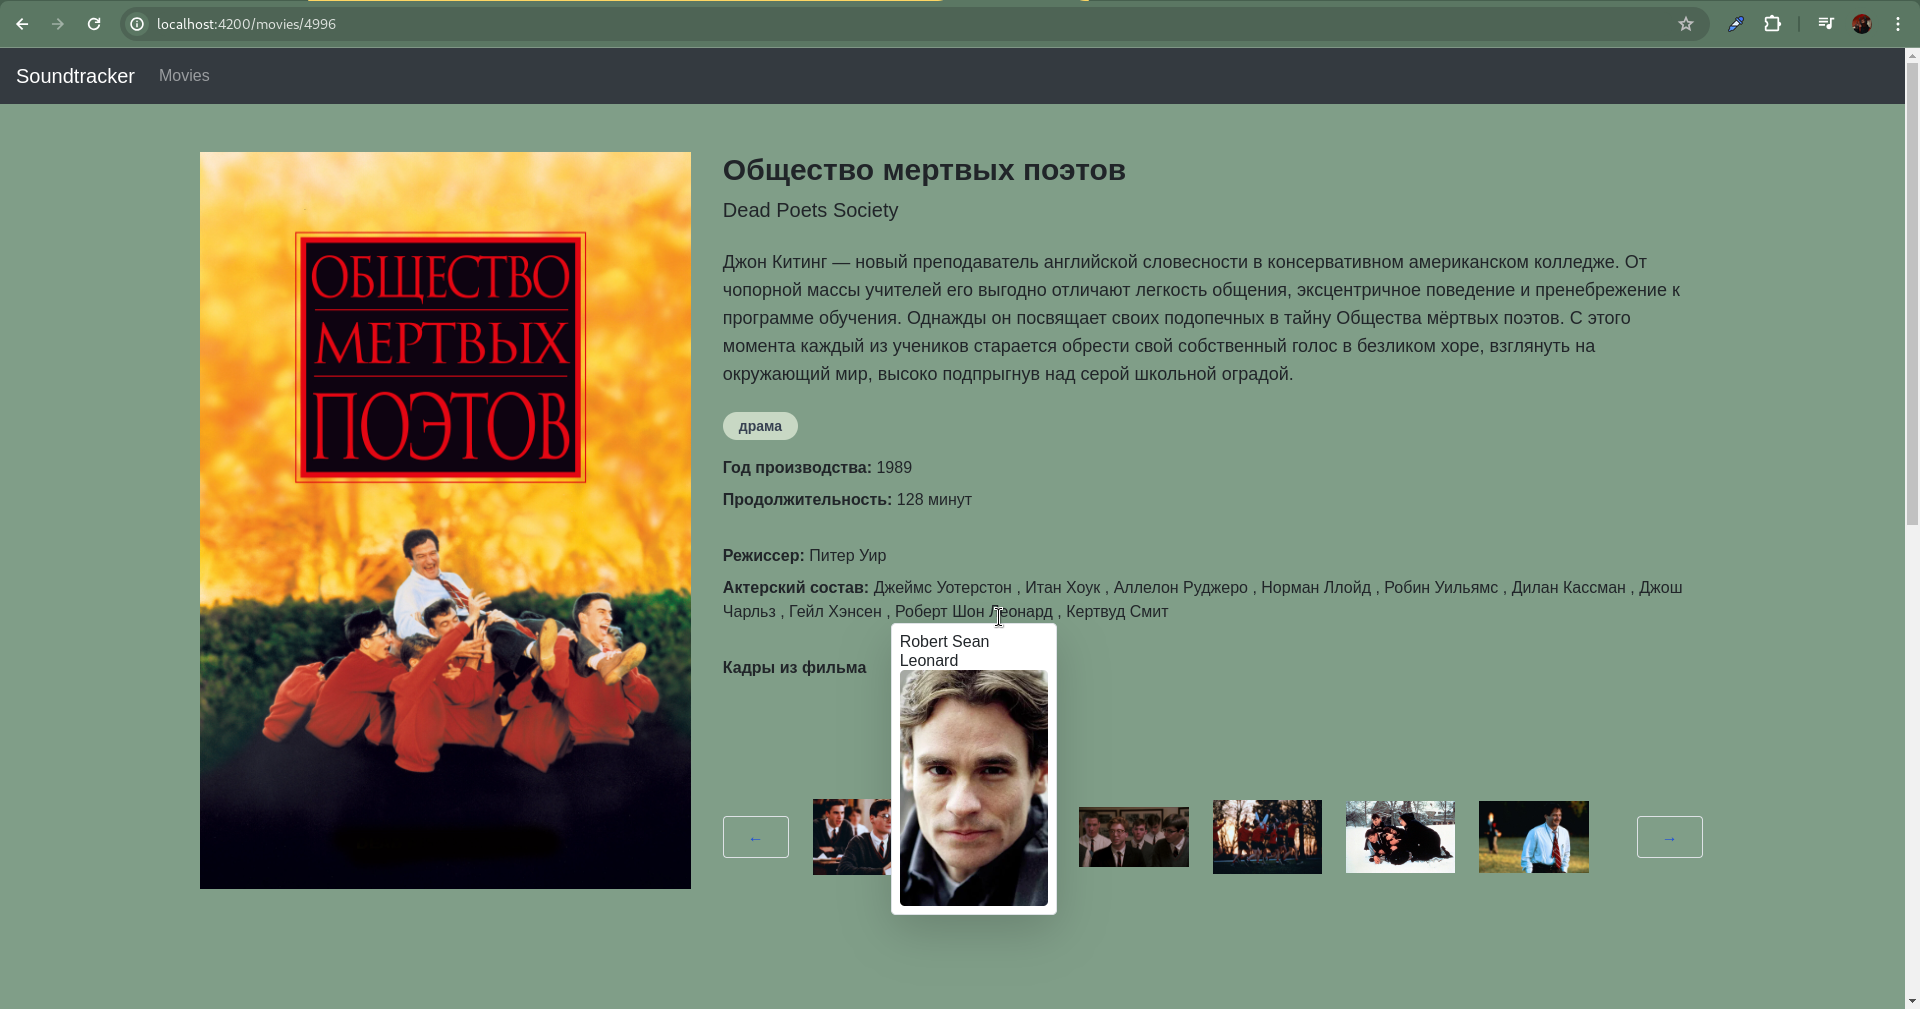 localhost:4200/movies/4996
Soundtracker Movies
ОБЩЕСТВО
МЕРТВЫХ
ПОЭТОВ
Общество мертвых поэтов
Dead Poets Society
Джон Китинг — новый преподаватель английской словесности в консервативном американском колледже. От
чопорной массы учителей его выгодно отличают легкость общения, эксцентричное поведение и пренебрежение к
программе обучения. Однажды он посвящает своих подопечных в тайну Общества мёртвых поэтов. С этого
момента каждый из учеников старается обрести свой собственный голос в безликом хоре, взглянуть на
окружающий мир, высоко подпрыгнув над серой школьной оградой.
драма
Год производства: 1989
Продолжительность: 128 минут
Режиссер: Питер Уир
Актерский состав: Джеймс Уотерстон , Итан Хоук , Аллелон Руджеро , Норман Ллойд , Робин Уильямс , Дилан Кассман , Джош
Чарльз , Гейл Хэнсен , Роберт Шон Леонард , Кертвуд Смит
Robert Sean
Leonard
Кадры из фильма
← →